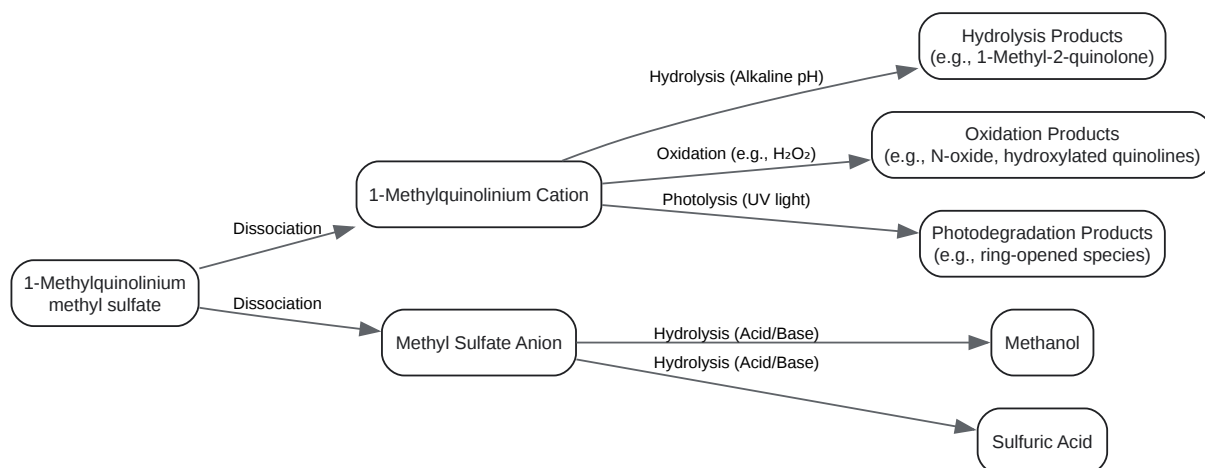 Hydrolysis Products
(e.g., 1-Methyl-2-quinolone)
Hydrolysis (Alkaline pH)
Oxidation Products
(e.g., N-oxide, hydroxylated quinolines)
Oxidation (e.g., H₂O₂)
1-Methylquinolinium Cation
Photolysis (UV light)
Photodegradation Products
(e.g., ring-opened species)
Dissociation
1-Methylquinolinium
methyl sulfate
Dissociation
Methyl Sulfate Anion
Hydrolysis (Acid/Base)
Methanol
Hydrolysis (Acid/Base)
Sulfuric Acid